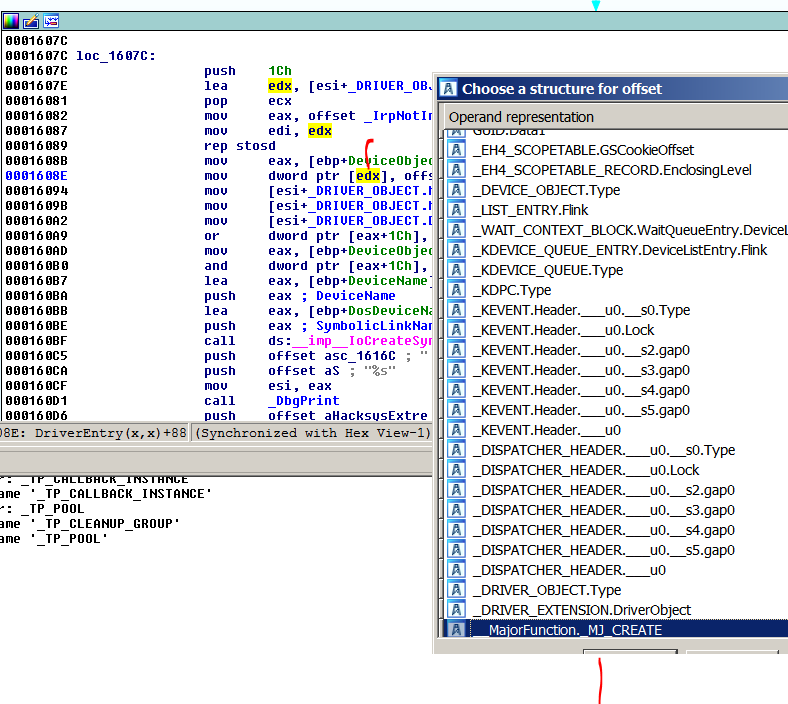 0001607C
0001607C loc_1607C:
0001607C push 1Ch
0001607E lea edx, [esi+_DRIVER_OBJ
00016081 pop ecx
00016082 mov eax, offset _IrpNotIm
00016087 mov edi, edx
00016089 rep stosd
0001608B mov eax, [ebp+DeviceObjec
0001608E mov dword ptr [edx], offs
00016094 mov [esi+_DRIVER_OBJECT.
0001609B mov [esi+_DRIVER_OBJECT.
000160A2 mov [esi+_DRIVER_OBJECT.D
000160A9 or dword ptr [eax+1Ch],
000160AD mov eax, [ebp+DeviceObjec
000160B0 and dword ptr [eax+1Ch],
000160B7 lea eax, [ebp+DeviceName]
000160BA push eax ; DeviceName
000160BB lea eax, [ebp+DosDeviceNa
000160BE push eax ; SymbolicLinkNam
000160BF call ds:__imp__IoCreateSym
000160C5 push offset asc_1616C ; "
000160CA push offset aS ; "%s"
000160CF mov esi, eax
000160D1 call _DbgPrint
000160D6 push offset aHacksysExtre
08E: DriverEntry(x,x)+88 (Synchronized with Hex View-1)
r: _TP_CALLBACK_INSTANCE
ame '_TP_CALLBACK_INSTANCE'
r: _TP_POOL
ame '_TP_CLEANUP_GROUP'
ame '_TP_POOL'
Choose a structure for offset
Operand representation
GUID.Data1
_EH4_SCOPETABLE.GSCookieOffset
_EH4_SCOPETABLE_RECORD.EnclosingLevel
_DEVICE_OBJECT.Type
_LIST_ENTRY.Flink
_WAIT_CONTEXT_BLOCK.WaitQueueEntry.DeviceL
_KDEVICE_QUEUE_ENTRY.DeviceListEntry.Flink
_KDEVICE_QUEUE.Type
_KDPC.Type
_KEVENT.Header.___u0.__s0.Type
_KEVENT.Header.___u0.Lock
_KEVENT.Header.___u0.__s2.gap0
_KEVENT.Header.___u0.__s3.gap0
_KEVENT.Header.___u0.__s4.gap0
_KEVENT.Header.___u0.__s5.gap0
_KEVENT.Header.___u0
_DISPATCHER_HEADER.___u0.__s0.Type
_DISPATCHER_HEADER.___u0.Lock
_DISPATCHER_HEADER.___u0.__s2.gap0
_DISPATCHER_HEADER.___u0.__s3.gap0
_DISPATCHER_HEADER.___u0.__s4.gap0
_DISPATCHER_HEADER.___u0.__s5.gap0
_DISPATCHER_HEADER.___u0
_DRIVER_OBJECT.Type
_DRIVER_EXTENSION.DriverObject
__MajorFunction._MJ_CREATE